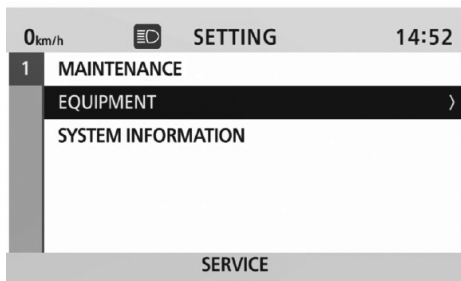 0km/h SETTING 14:52
1 MAINTENANCE
EQUIPMENT
SYSTEM INFORMATION
SERVICE